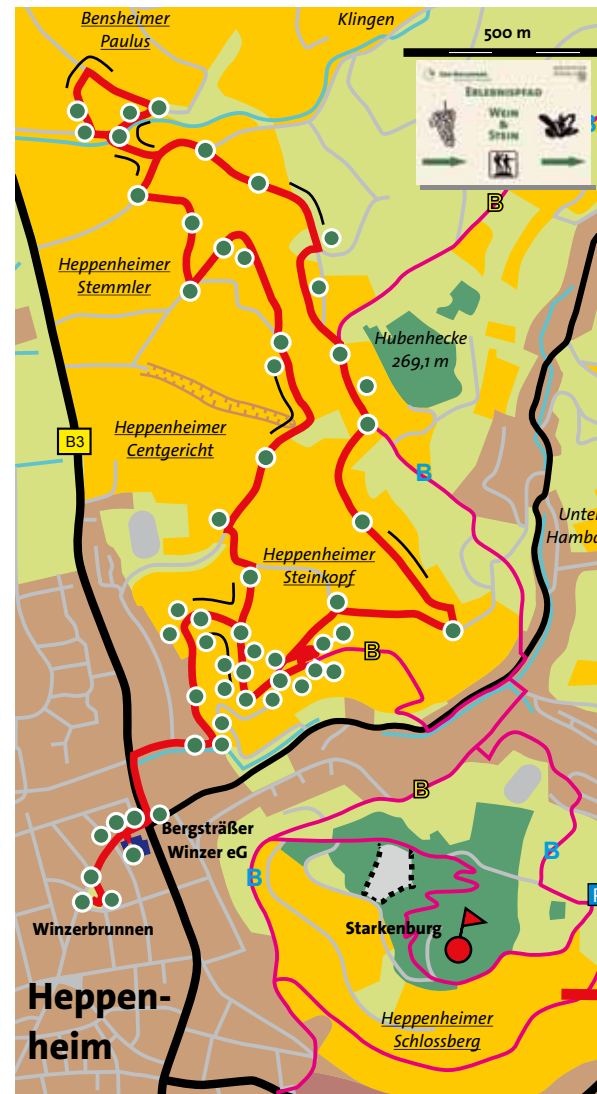 Bensheimer
Paulus
Klingen
500 m
ERLEBNISPFAD
WEIN
&
STEIN
B
B
Heppenheimer
Stemmler
Hubenhecke
269,1 m
B3
Heppenheimer
Centgericht
B
Unter
Hamba
Heppenheimer
Steinkopf
B
B
Bergsträßer
Winzer eG
B
B
P
Winzerbrunnen
Starkenburg
Heppen-
heim
Heppenheimer
Schlossberg